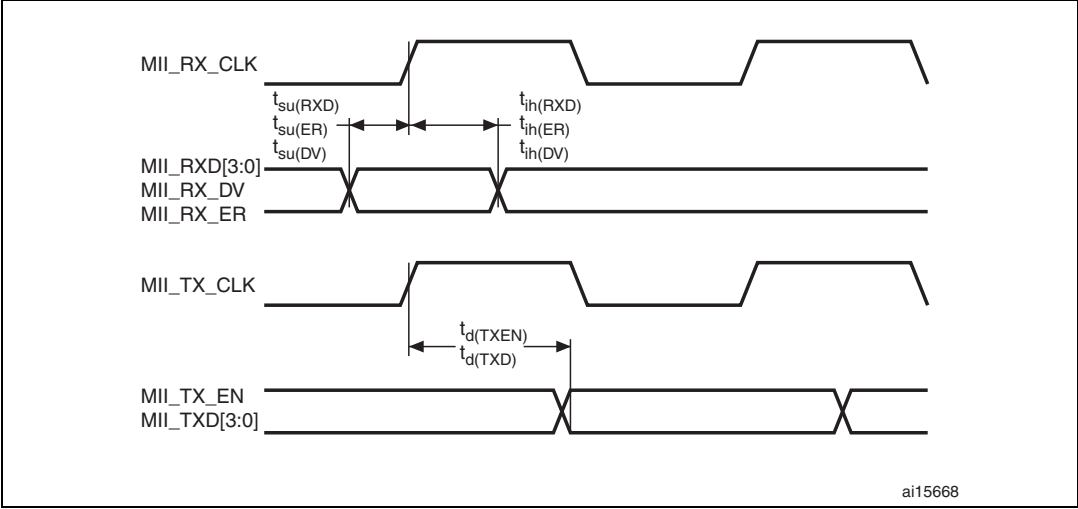 MII_RX_CLK
tsu(RXD)
tsu(ER)
tsu(DV)
tih(RXD)
tih(ER)
tih(DV)
MII_RXD[3:0]
MII_RX_DV
MII_RX_ER
MII_TX_CLK
td(TXEN)
td(TXD)
MII_TX_EN
MII_TXD[3:0]
ai15668